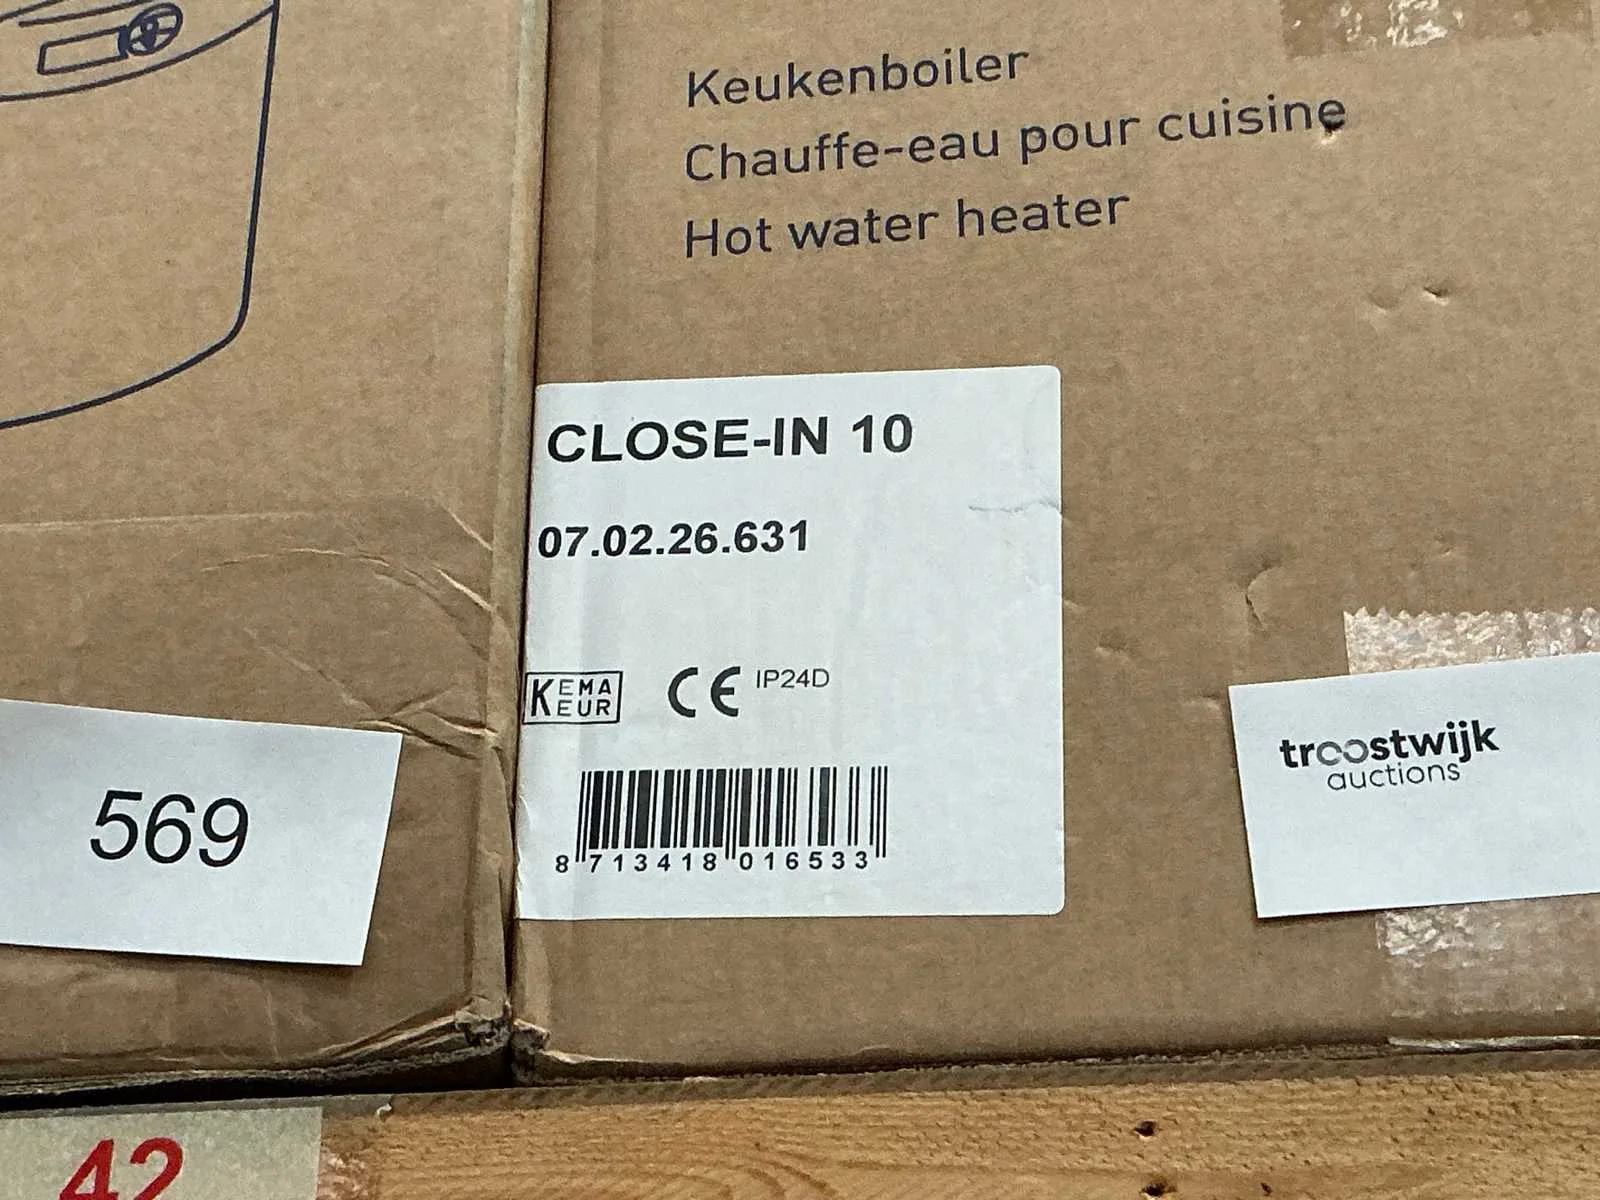 Keukenboiler
Chauffe-eau pour cuisine
Hot water heater
CLOSE-IN 10
07.02.26.631
KEMA
KEUR
CE IP24D
8 713418 016533
569
troostwijk
auctions
42